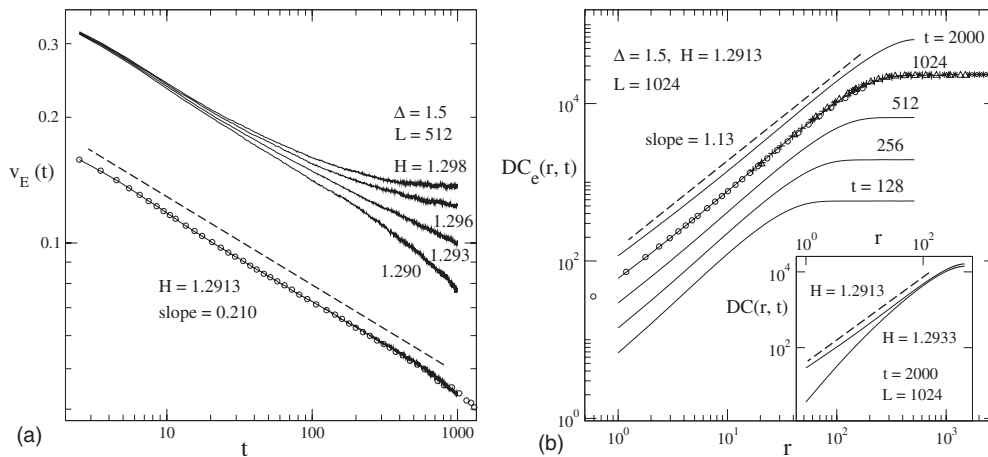 0.3
0.2
v_E (t)
0.1
Δ = 1.5
L = 512
H = 1.298
1.296
1.293
1.290
H = 1.2913
slope = 0.210
10
100
1000
(a)
t
Δ = 1.5, H = 1.2913
L = 1024
slope = 1.13
t = 2000
1024
512
256
t = 128
10^4
DC_e(r, t)
10^2
10^0
10^0
10^1
10^2
10^3
(b)
r
10^0
r
10^2
10^4
DC(r, t)
10^2
H = 1.2913
H = 1.2933
t = 2000
L = 1024